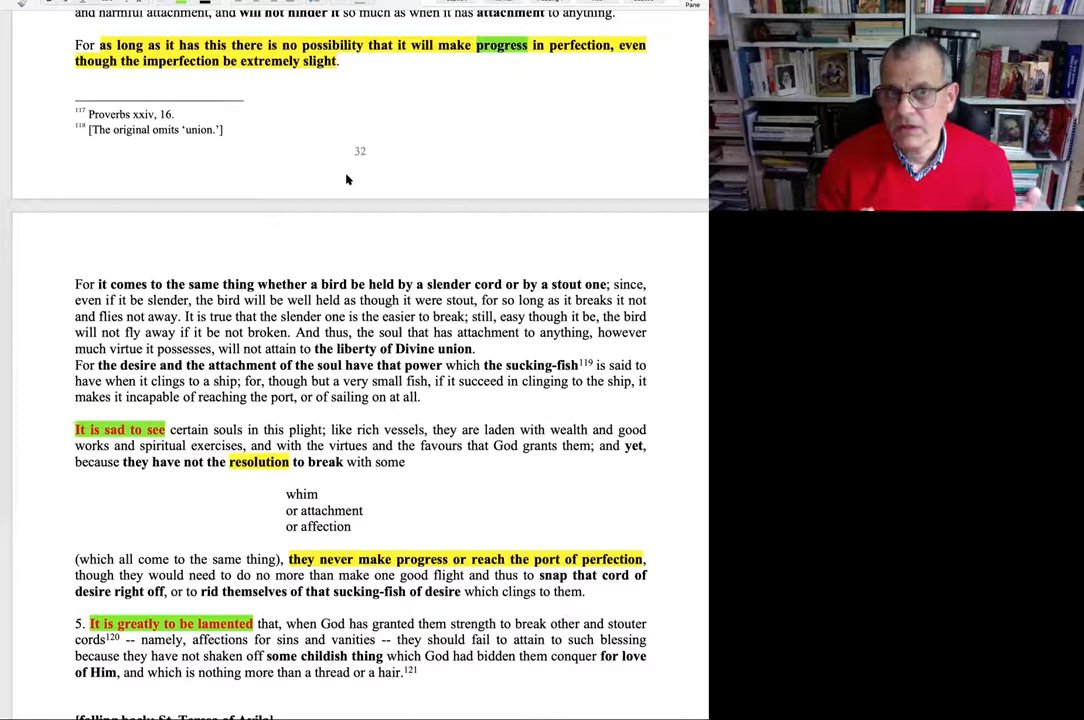 Pane
and harmful attachment, and will not hinder it so much as when it has attachment to anything.
For as long as it has this there is no possibility that it will make progress in perfection, even
though the imperfection be extremely slight.
117 Proverbs xxiv, 16.
118 [The original omits ‘union.’]
32
For it comes to the same thing whether a bird be held by a slender cord or by a stout one; since,
even if it be slender, the bird will be well held as though it were stout, for so long as it breaks it not
and flies not away. It is true that the slender one is the easier to break; still, easy though it be, the bird
will not fly away if it be not broken. And thus, the soul that has attachment to anything, however
much virtue it possesses, will not attain to the liberty of Divine union.
For the desire and the attachment of the soul have that power which the sucking-fish119 is said to
have when it clings to a ship; for, though but a very small fish, if it succeed in clinging to the ship, it
makes it incapable of reaching the port, or of sailing on at all.
It is sad to see certain souls in this plight; like rich vessels, they are laden with wealth and good
works and spiritual exercises, and with the virtues and the favours that God grants them; and yet,
because they have not the resolution to break with some
whim
or attachment
or affection
(which all come to the same thing), they never make progress or reach the port of perfection,
though they would need to do no more than make one good flight and thus to snap that cord of
desire right off, or to rid themselves of that sucking-fish of desire which clings to them.
5. It is greatly to be lamented that, when God has granted them strength to break other and stouter
cords120 -- namely, affections for sins and vanities -- they should fail to attain to such blessing
because they have not shaken off some childish thing which God had bidden them conquer for love
of Him, and which is nothing more than a thread or a hair.121
[falling back: St. Teresa of Avila]